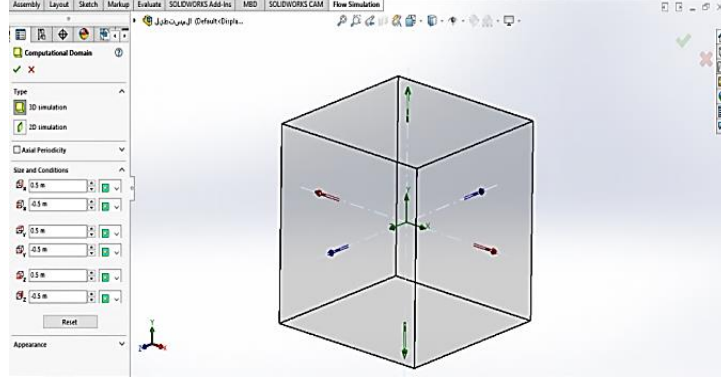 Assembly Layout Sketch Markup Evaluate SOLIDWORKS Add-Ins MBD SOLIDWORKS CAM Flow Simulation
(Default<Displa...
Computational Domain
Type
3D simulation
2D simulation
Axial Periodicity
Size and Conditions
0.5 m
-0.5 m
0.5 m
-0.5 m
0.5 m
-0.5 m
Reset
Appearance
Y
X
Y
Z
X